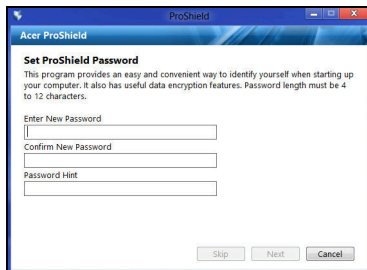 ProShield
Acer ProShield
Set ProShield Password
This program provides an easy and convenient way to identify yourself when starting up
your computer. It also has useful data encryption features. Password length must be 4
to 12 characters.
Enter New Password
Confirm New Password
Password Hint
Skip
Next
Cancel